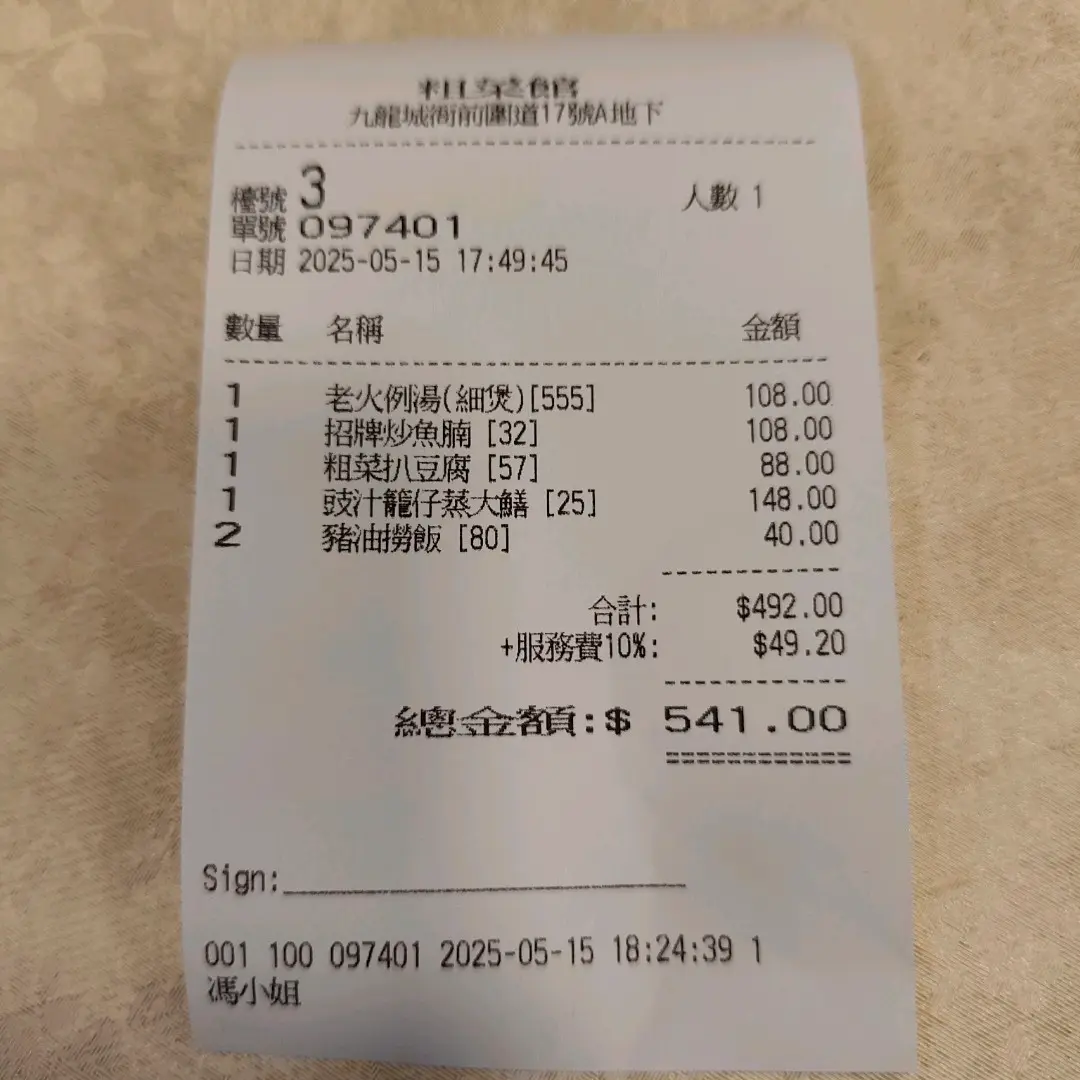 粗菜館
九龍城衙前圍道17號A地下
檯號 3 人數 1
單號 097401
日期 2025-05-15 17:49:45
數量 名稱 金額
1 老火例湯(細煲)[555] 108.00
1 招牌炒魚腩 [32] 108.00
1 粗菜扒豆腐 [57] 88.00
1 豉汁籠仔蒸大鱔 [25] 148.00
2 豬油撈飯 [80] 40.00
合計: $492.00
+服務費10%: $49.20
總金額:$ 541.00
Sign:
001 100 097401 2025-05-15 18:24:39 1
馮小姐